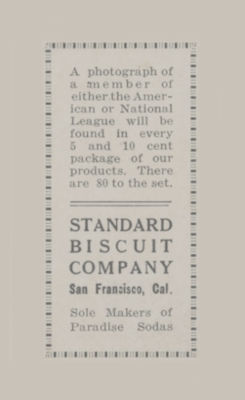 A photograph of
a member of
either the Amer-
ican or National
League will be
found in every
5 and 10 cent
package of our
products. There
are 80 to the set.
STANDARD
BISCUIT
COMPANY
San Francisco, Cal.
Sole Makers of
Paradise Sodas